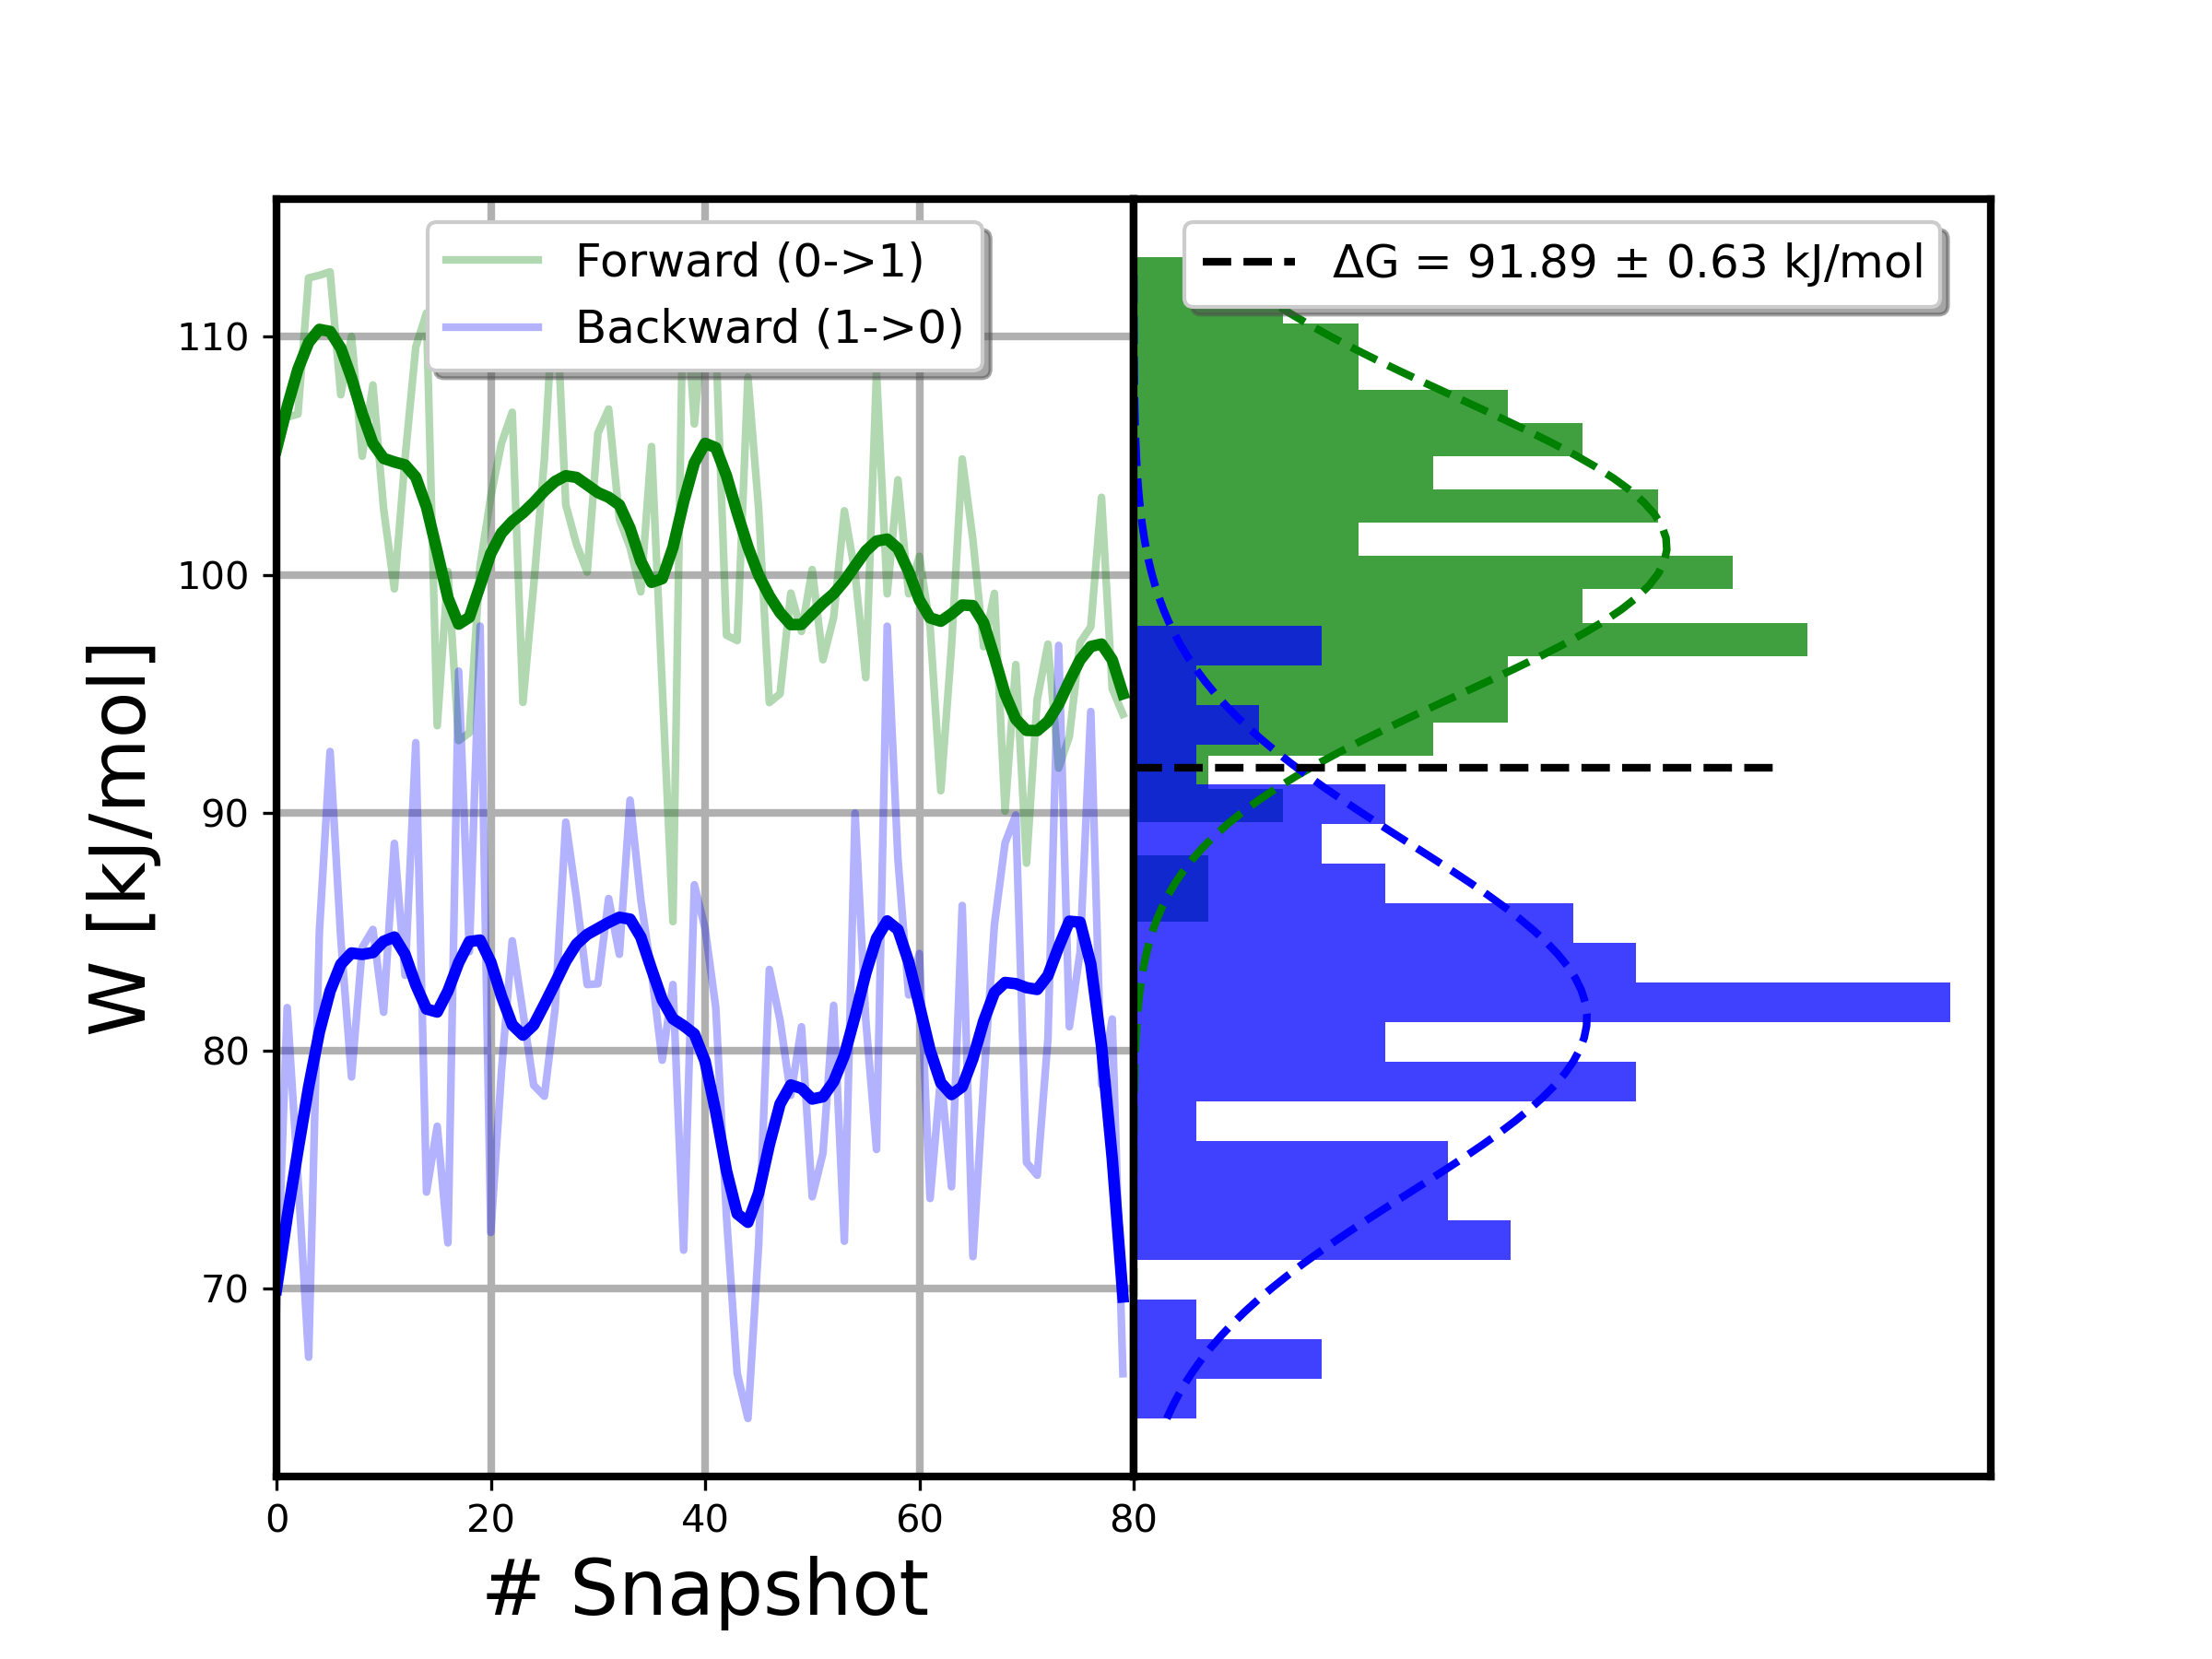 Forward (0->1)
Backward (1->0)
ΔG = 91.89 ± 0.63 kJ/mol
W [kJ/mol]
110
100
90
80
70
0 20 40 60 80
# Snapshot